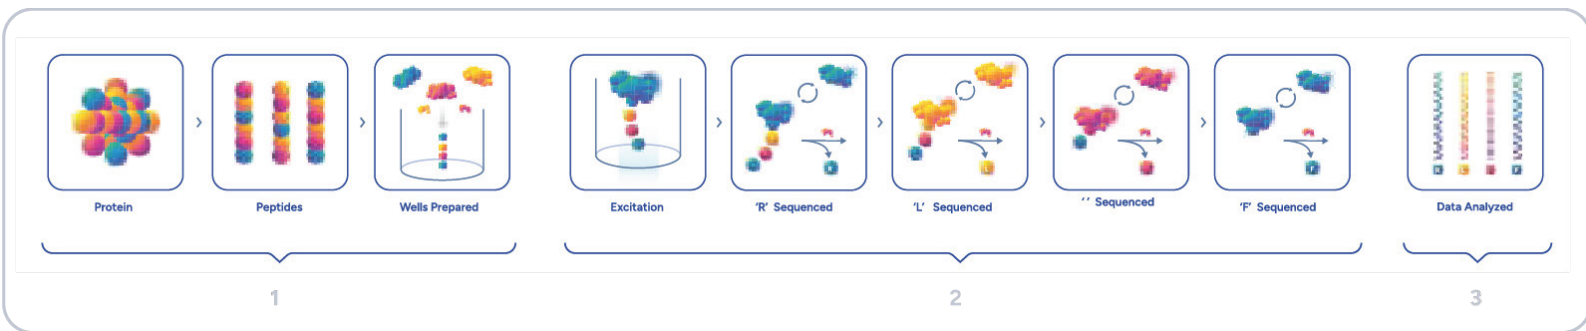 Protein
Peptides
Wells Prepared
Excitation
'R' Sequenced
'L' Sequenced
' ' Sequenced
'F' Sequenced
Data Analyzed
R
L
F
R
L
F
1
2
3